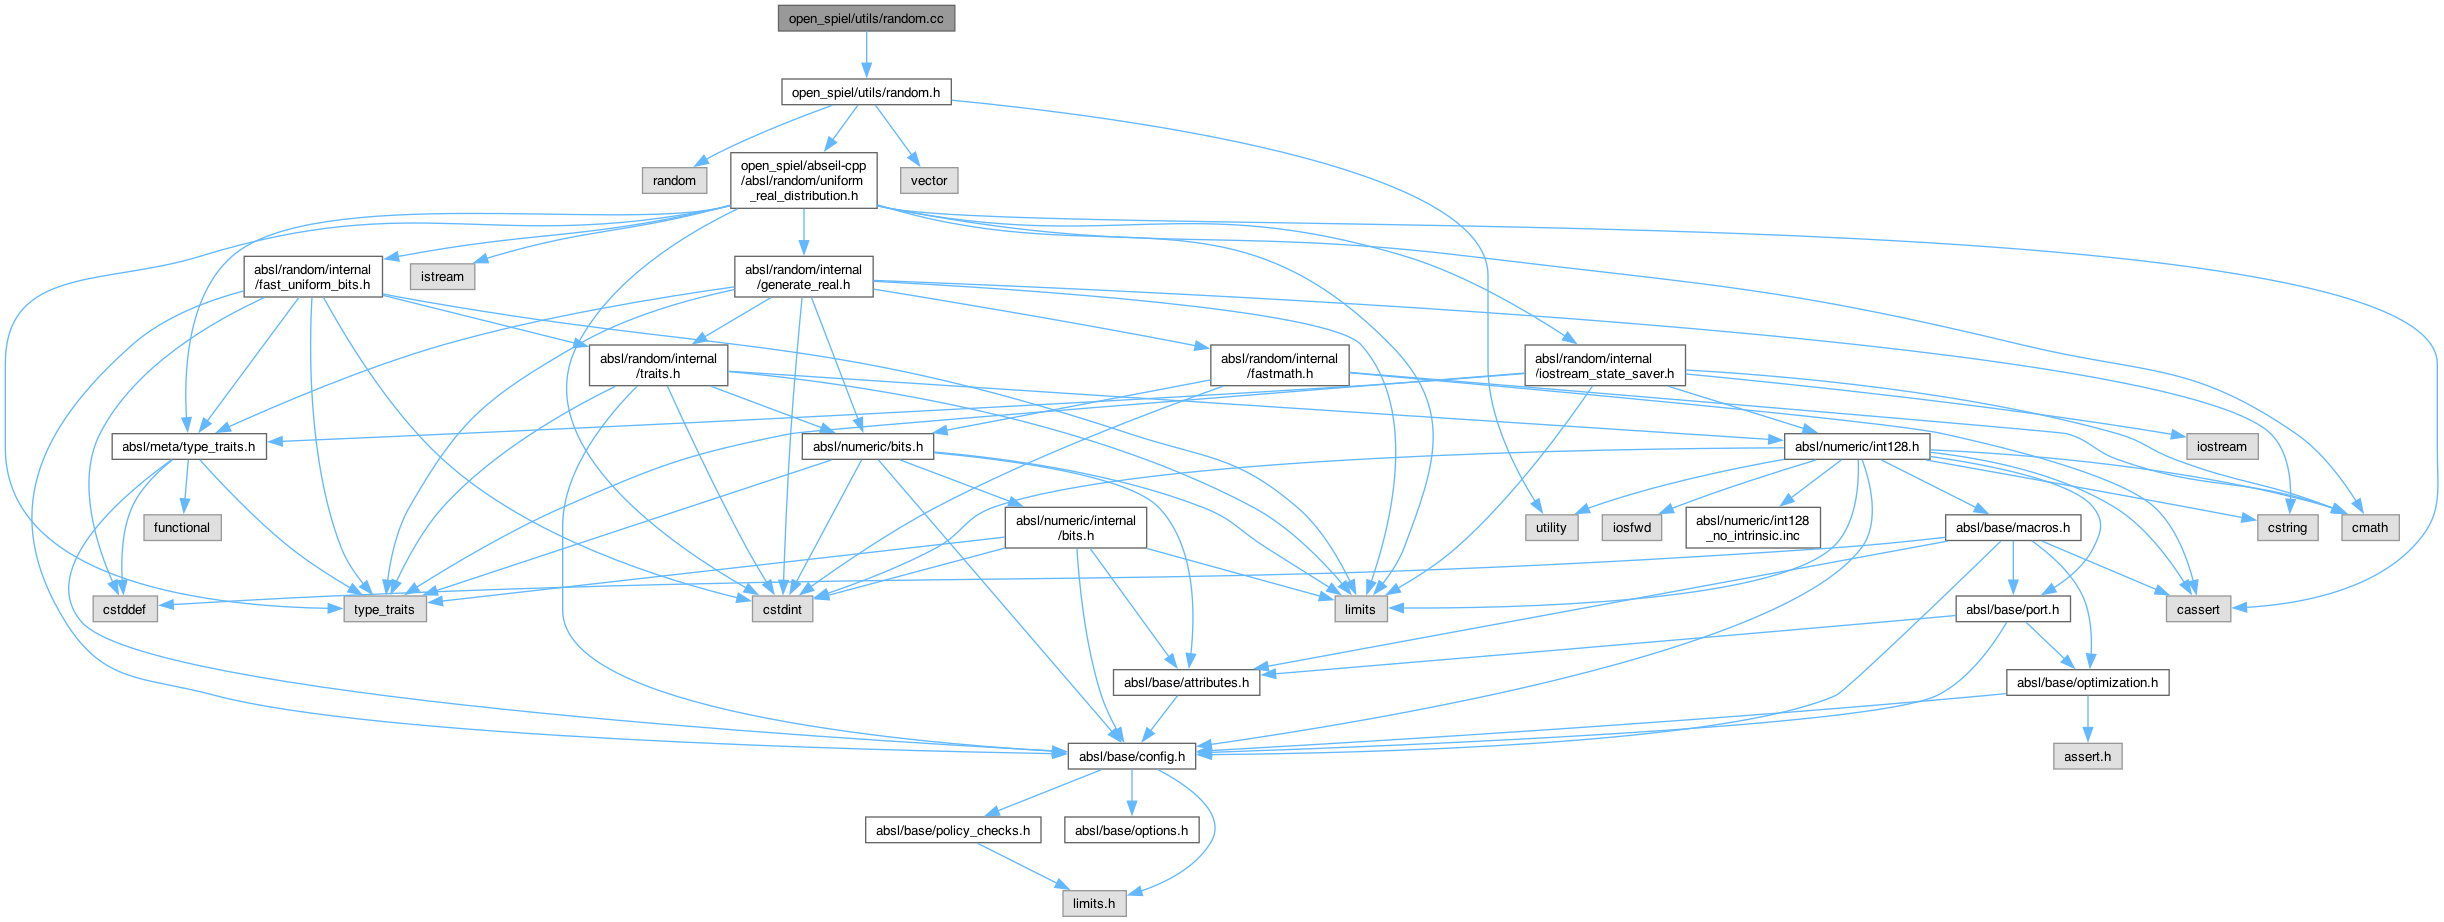 open_spiel/utils/random.cc
open_spiel/utils/random.h
random
open_spiel/abseil-cpp
/absl/random/uniform
_real_distribution.h
vector
absl/random/internal
/fast_uniform_bits.h
istream
absl/random/internal
/generate_real.h
absl/random/internal
/traits.h
absl/random/internal
/fastmath.h
absl/random/internal
/iostream_state_saver.h
absl/meta/type_traits.h
absl/numeric/bits.h
absl/numeric/int128.h
iostream
functional
absl/numeric/internal
/bits.h
utility
iosfwd
absl/numeric/int128
_no_intrinsic.inc
absl/base/macros.h
cstring
cmath
cstddef
type_traits
cstdint
limits
absl/base/port.h
cassert
absl/base/attributes.h
absl/base/optimization.h
absl/base/config.h
assert.h
absl/base/policy_checks.h
absl/base/options.h
limits.h